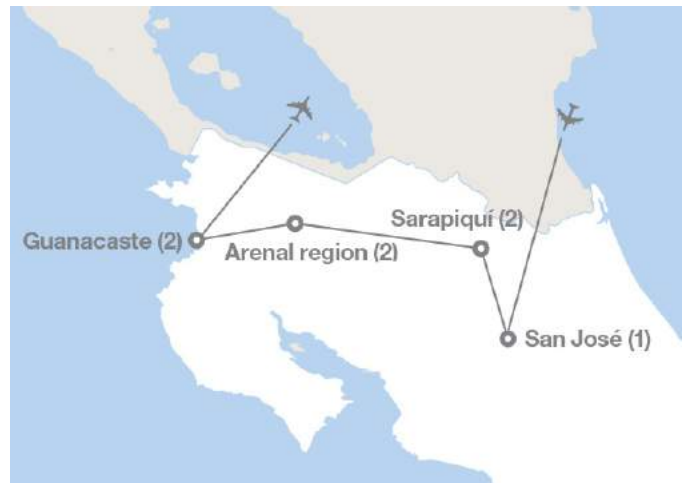 Sarapiquí (2)
Guanacaste (2)
Arenal region (2)
San José (1)